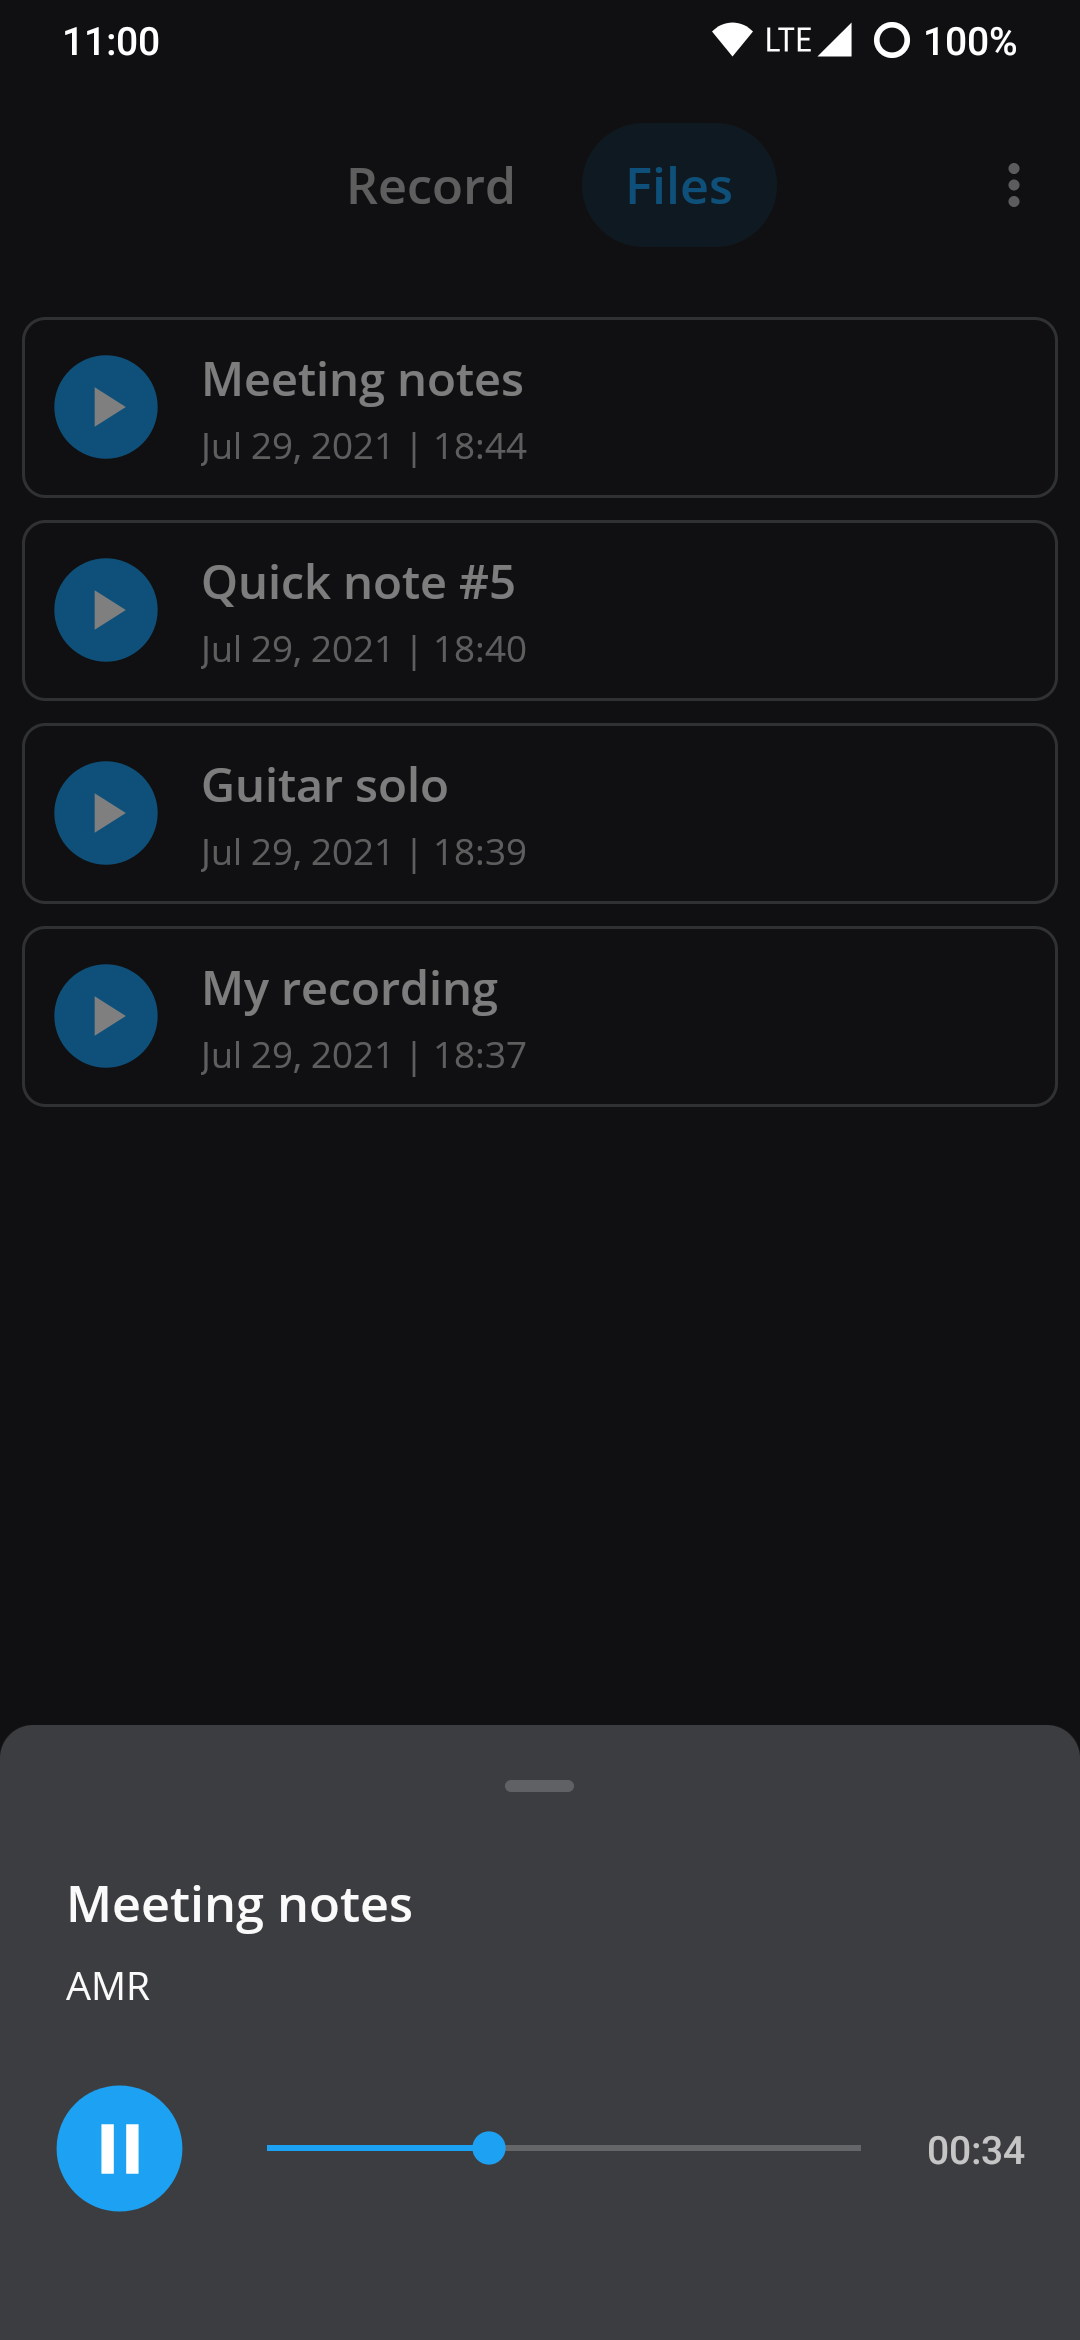 11:00 LTE 100%
Record Files
Meeting notes
Jul 29, 2021 | 18:44
Quick note #5
Jul 29, 2021 | 18:40
Guitar solo
Jul 29, 2021 | 18:39
My recording
Jul 29, 2021 | 18:37
Meeting notes
AMR
00:34